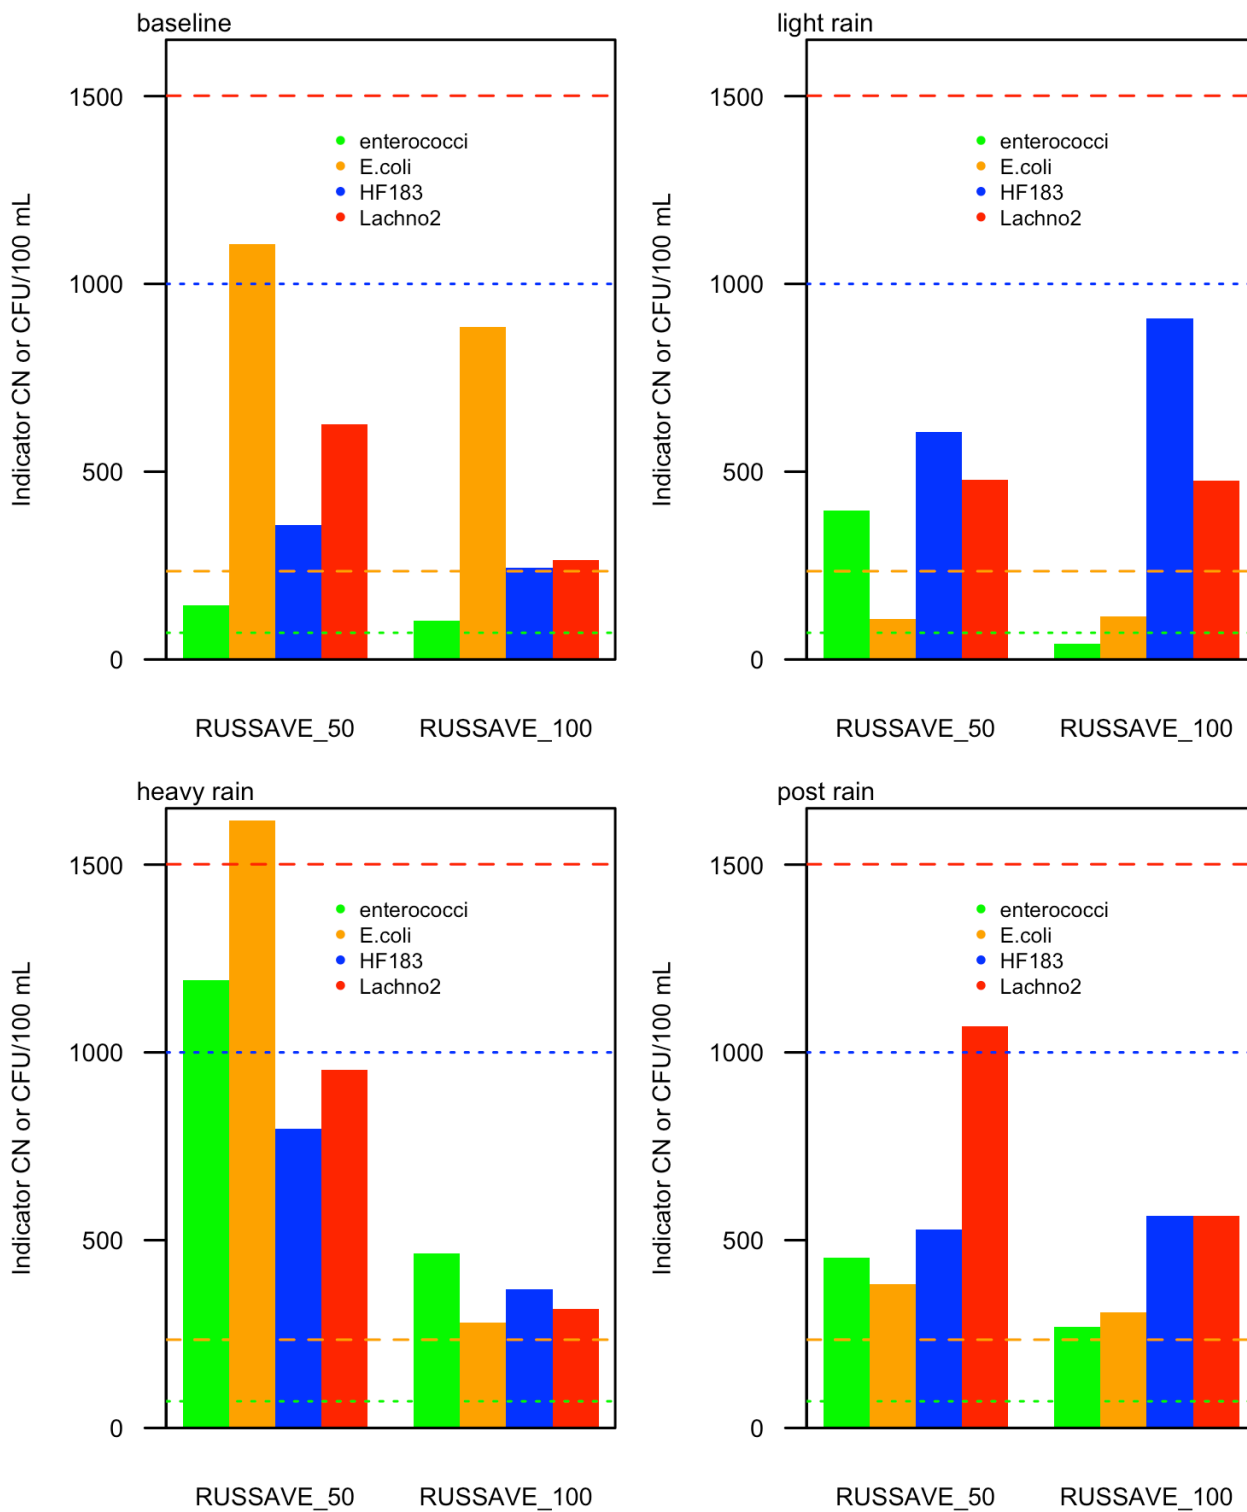 baseline
1500
1000
500
0
Indicator CN or CFU/100 mL
enterococci
E.coli
HF183
Lachno2
RUSSAVE_50 RUSSAVE_100
light rain
1500
1000
500
0
Indicator CN or CFU/100 mL
enterococci
E.coli
HF183
Lachno2
RUSSAVE_50 RUSSAVE_100
heavy rain
1500
1000
500
0
Indicator CN or CFU/100 mL
enterococci
E.coli
HF183
Lachno2
RUSSAVE_50 RUSSAVE_100
post rain
1500
1000
500
0
Indicator CN or CFU/100 mL
enterococci
E.coli
HF183
Lachno2
RUSSAVE_50 RUSSAVE_100